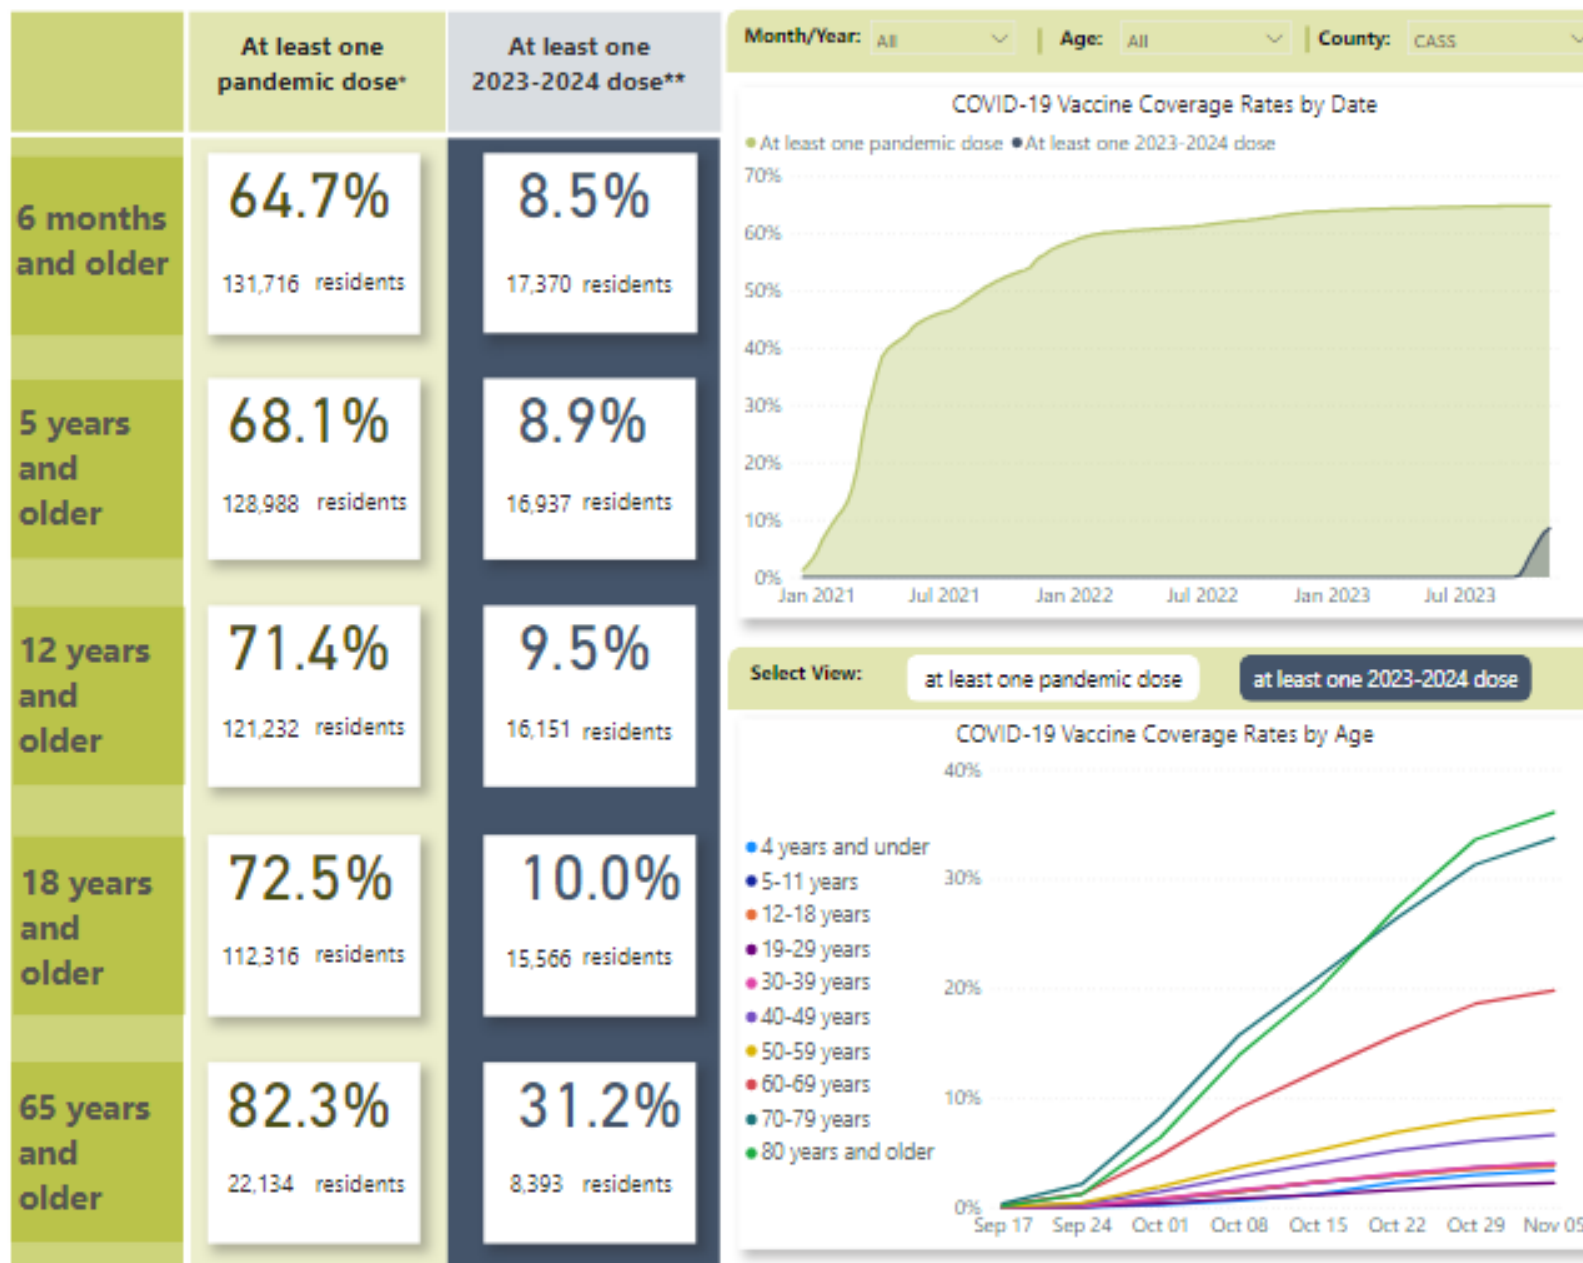 At least one
pandemic dose*
At least one
2023-2024 dose**
6 months
and older
64.7%
131,716 residents
8.5%
17,370 residents
5 years
and
older
68.1%
128,988 residents
8.9%
16,937 residents
12 years
and
older
71.4%
121,232 residents
9.5%
16,151 residents
18 years
and
older
72.5%
112,316 residents
10.0%
15,566 residents
65 years
and
older
82.3%
22,134 residents
31.2%
8,393 residents
Month/Year: All | Age: All | County: CASS
COVID-19 Vaccine Coverage Rates by Date
At least one pandemic dose At least one 2023-2024 dose
70%
60%
50%
40%
30%
20%
10%
0%
Jan 2021 Jul 2021 Jan 2022 Jul 2022 Jan 2023 Jul 2023
Select View: at least one pandemic dose at least one 2023-2024 dose
COVID-19 Vaccine Coverage Rates by Age
4 years and under
5-11 years
12-18 years
19-29 years
30-39 years
40-49 years
50-59 years
60-69 years
70-79 years
80 years and older
40%
30%
20%
10%
0%
Sep 17 Sep 24 Oct 01 Oct 08 Oct 15 Oct 22 Oct 29 Nov 05